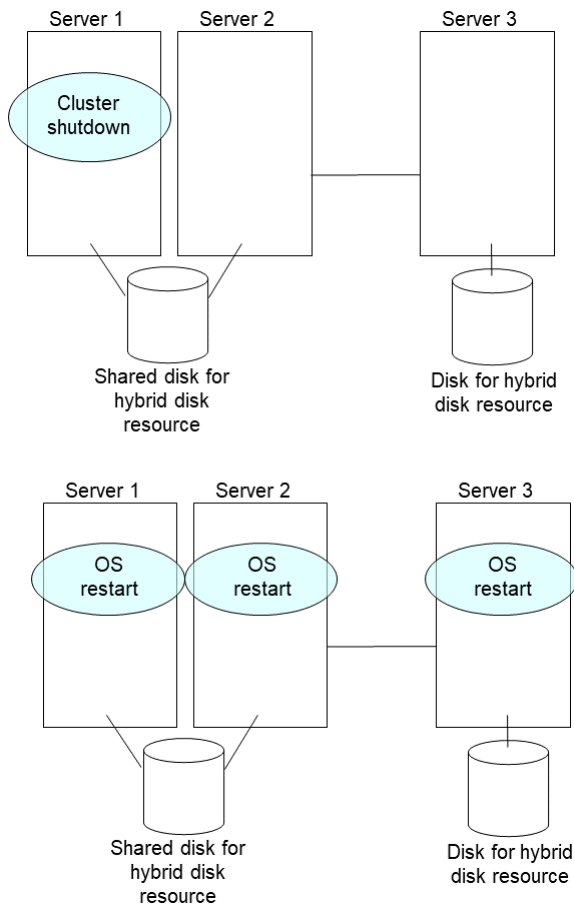 Server 1
Server 2
Server 3
Cluster
shutdown
Shared disk for
hybrid disk
resource
Disk for hybrid
disk resource
Server 1
Server 2
Server 3
OS
restart
OS
restart
OS
restart
Shared disk for
hybrid disk
resource
Disk for hybrid
disk resource